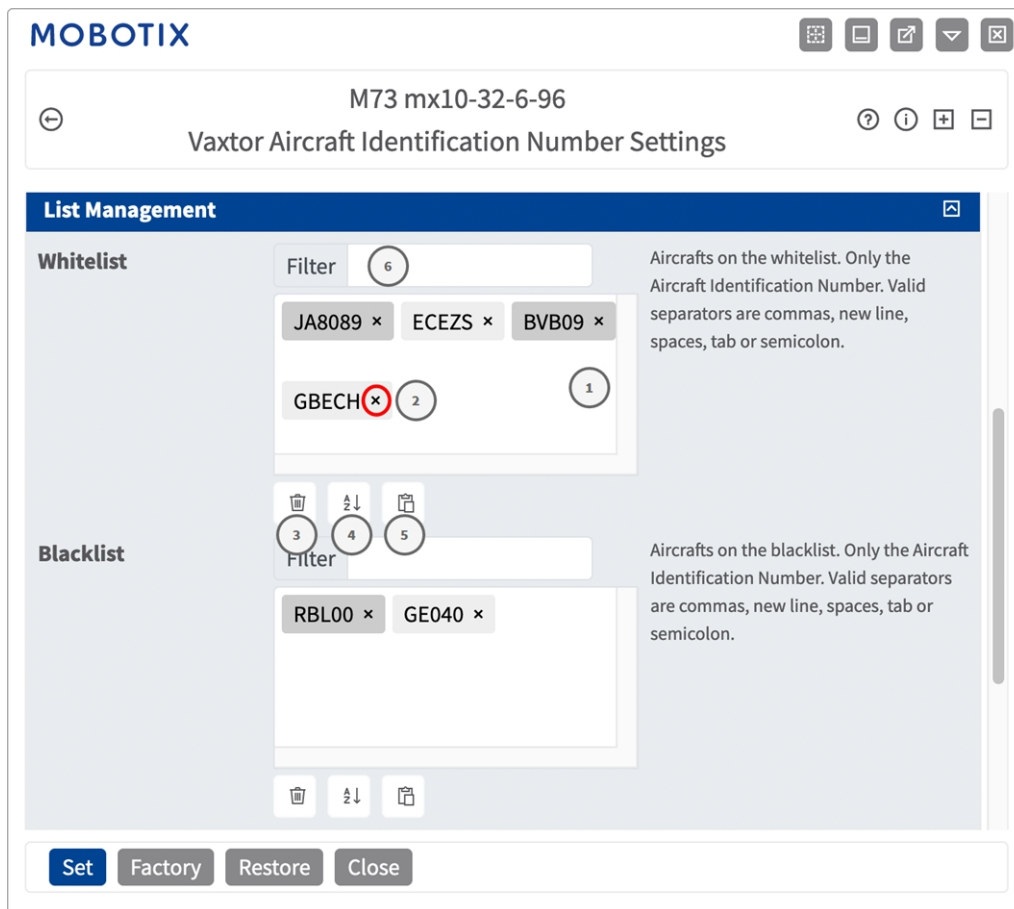 MOBOTIX
M73 mx10-32-6-96
Vaxtor Aircraft Identification Number Settings
List Management
Whitelist
Filter
6
Aircrafts on the whitelist. Only the
Aircraft Identification Number. Valid
separators are commas, new line,
spaces, tab or semicolon.
JA8089 ×
ECEZS ×
BVB09 ×
1
GBECH ×
2
3
4
5
Blacklist
Filter
Aircrafts on the blacklist. Only the Aircraft
Identification Number. Valid separators
are commas, new line, spaces, tab or
semicolon.
RBL00 ×
GE040 ×
Set
Factory
Restore
Close